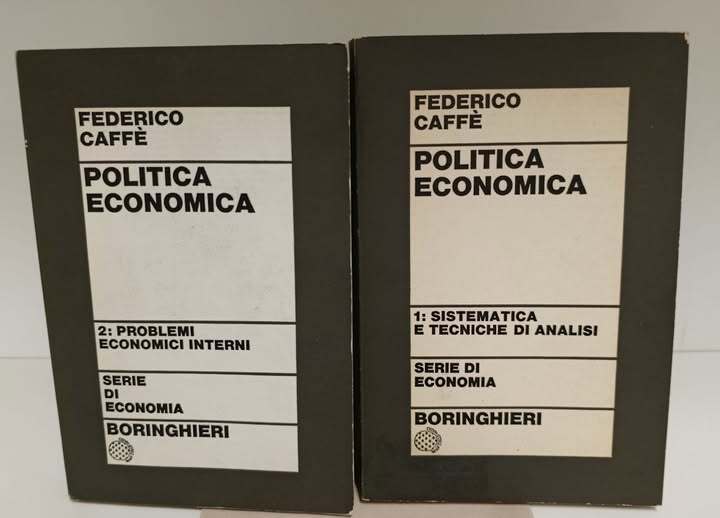 FEDERICO
CAFFÈ
POLITICA
ECONOMICA
2: PROBLEMI
ECONOMICI INTERNI
SERIE
DI
ECONOMIA
BORINGHIERI
FEDERICO
CAFFÈ
POLITICA
ECONOMICA
1: SISTEMATICA
E TECNICHE DI ANALISI
SERIE DI
ECONOMIA
BORINGHIERI